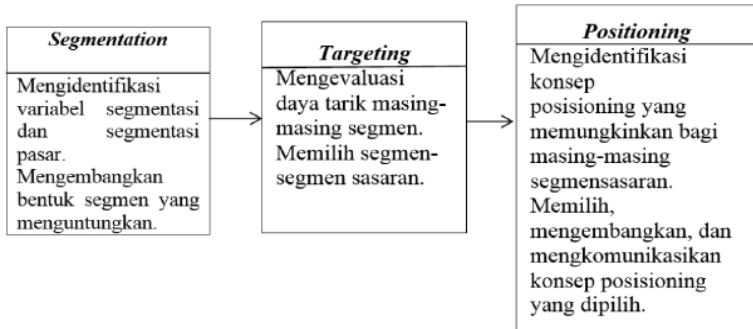 Segmentation
Mengidentifikasi
variabel segmentasi
dan segmentasi
pasar.
Mengembangkan
bentuk segmen yang
menguntungkan.
Targeting
Mengevaluasi
daya tarik masing-
masing segmen.
Memilih segmen-
segmen sasaran.
Positioning
Mengidentifikasi
konsep
posisioning yang
memungkinkan bagi
masing-masing
segmensasaran.
Memilih,
mengembangkan, dan
mengkomunikasikan
konsep posisioning
yang dipilih.